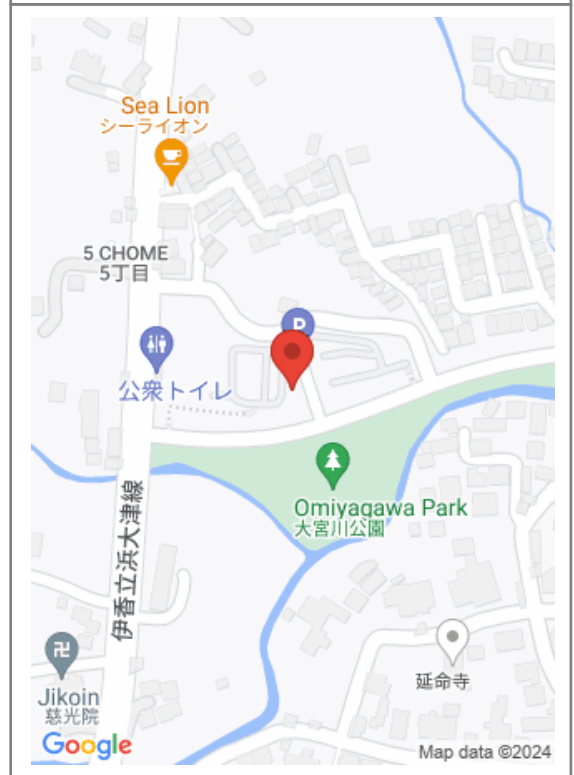 Sea Lion
シーライオン
5 CHOME
5丁目
P
公衆トイレ
Omiyagawa Park
大宮川公園
伊香立浜大津線
延命寺
卍
Jikoin
慈光院
Google
Map data ©2024